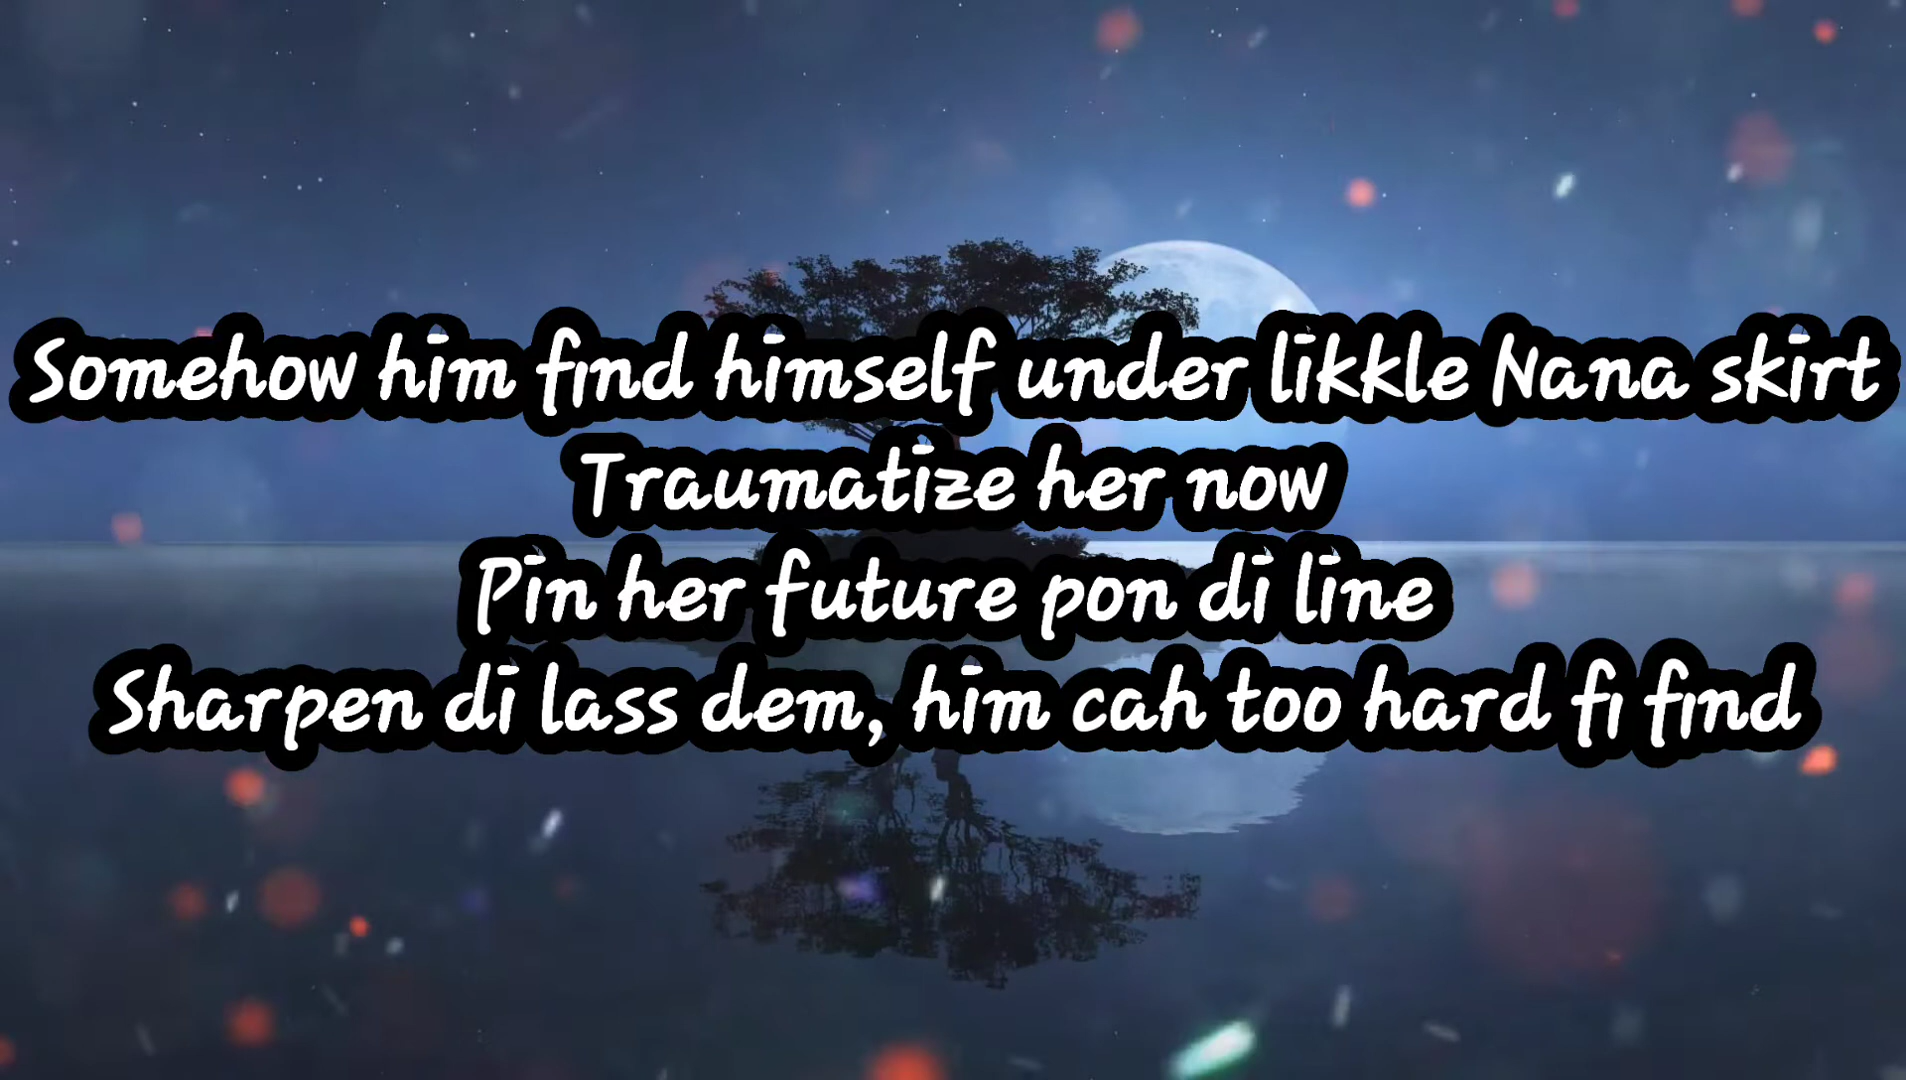 Somehow him find himself under likkle Nana skirt
Traumatize her now
Pin her future pon di line
Sharpen di lass dem, him cah too hard fi find